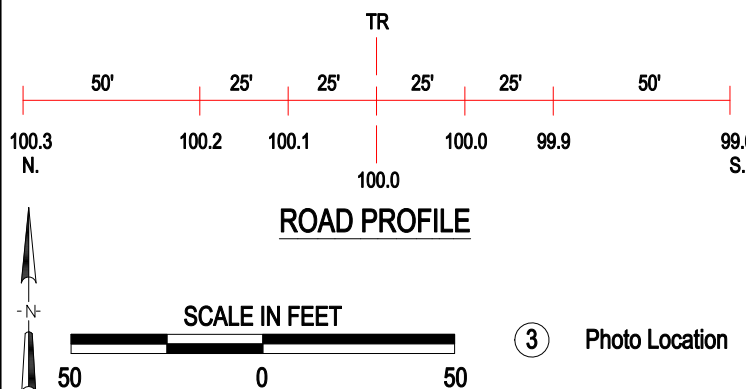 TR
50' 25' 25' 25' 25' 50'
100.3 100.2 100.1 100.0 99.9
N. S.
100.0
ROAD PROFILE
-N-
SCALE IN FEET
3 Photo Location
50 0 50